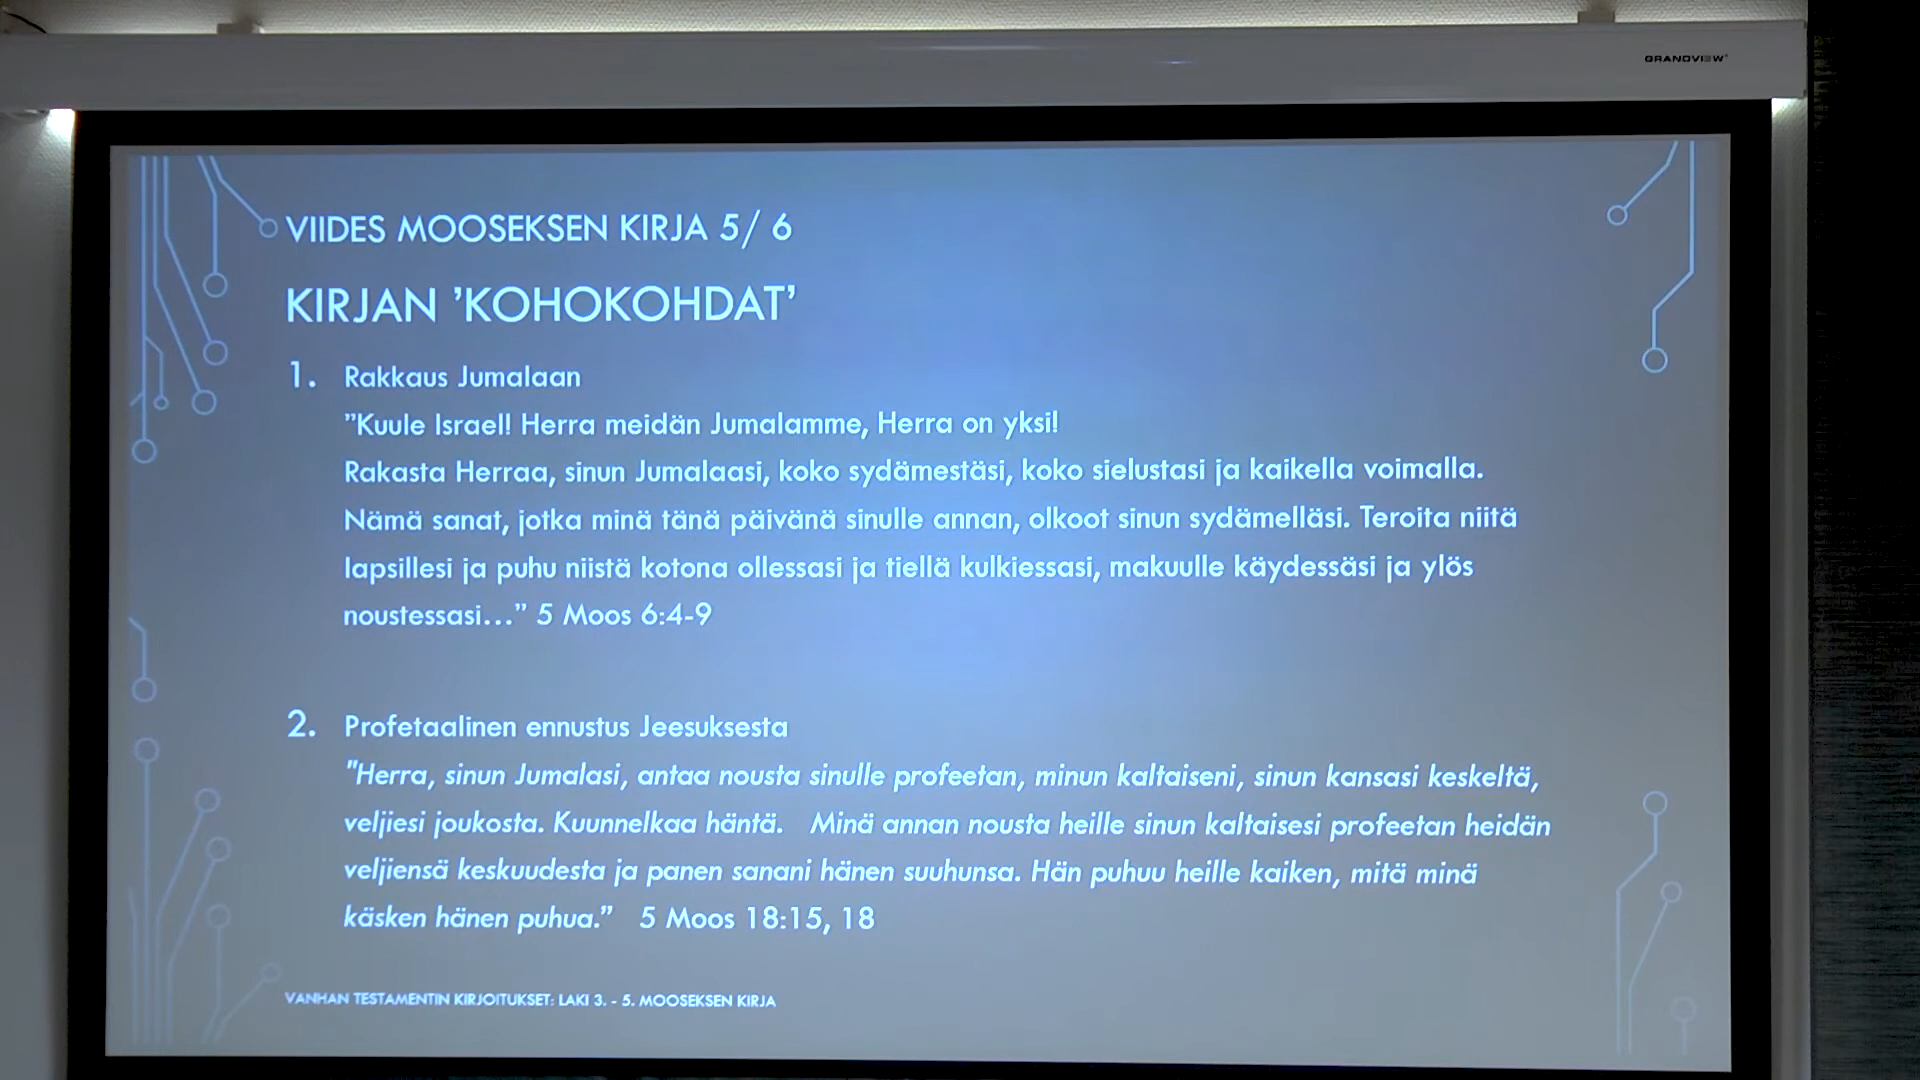 GRANDVIEW
VIIDES MOOSEKSEN KIRJA 5/ 6
KIRJAN ’KOHOKOHDAT’
1. Rakkaus Jumalaan
”Kuule Israel! Herra meidän Jumalamme, Herra on yksi!
Rakasta Herraa, sinun Jumalaasi, koko sydämestäsi, koko sielustasi ja kaikella voimalla.
Nämä sanat, jotka minä tänä päivänä sinulle annan, olkoot sinun sydämelläsi. Teroita niitä
lapsillesi ja puhu niistä kotona ollessasi ja tiellä kulkiessasi, makuulle käydessäsi ja ylös
noustessasi…” 5 Moos 6:4-9
2. Profetaalinen ennustus Jeesuksesta
"Herra, sinun Jumalasi, antaa nousta sinulle profeetan, minun kaltaiseni, sinun kansasi keskeltä,
veljiesi joukosta. Kuunnelkaa häntä. Minä annan nousta heille sinun kaltaisesi profeetan heidän
veljiensä keskuudesta ja panen sanani hänen suuhunsa. Hän puhuu heille kaiken, mitä minä
käsken hänen puhua.” 5 Moos 18:15, 18
VANHAN TESTAMENTIN KIRJOITUKSET: LAKI 3. - 5. MOOSEKSEN KIRJA